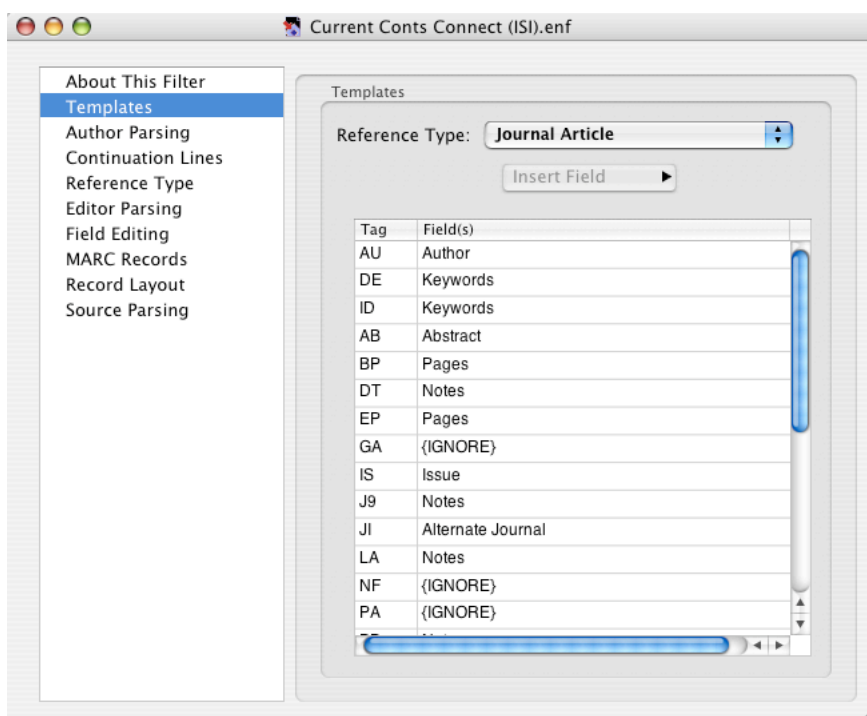 Current Conts Connect (ISI).enf
About This Filter
Templates
Author Parsing
Continuation Lines
Reference Type
Editor Parsing
Field Editing
MARC Records
Record Layout
Source Parsing
Templates
Reference Type: Journal Article
Insert Field
Tag Field(s)
AU Author
DE Keywords
ID Keywords
AB Abstract
BP Pages
DT Notes
EP Pages
GA {IGNORE}
IS Issue
J9 Notes
JI Alternate Journal
LA Notes
NF {IGNORE}
PA {IGNORE}